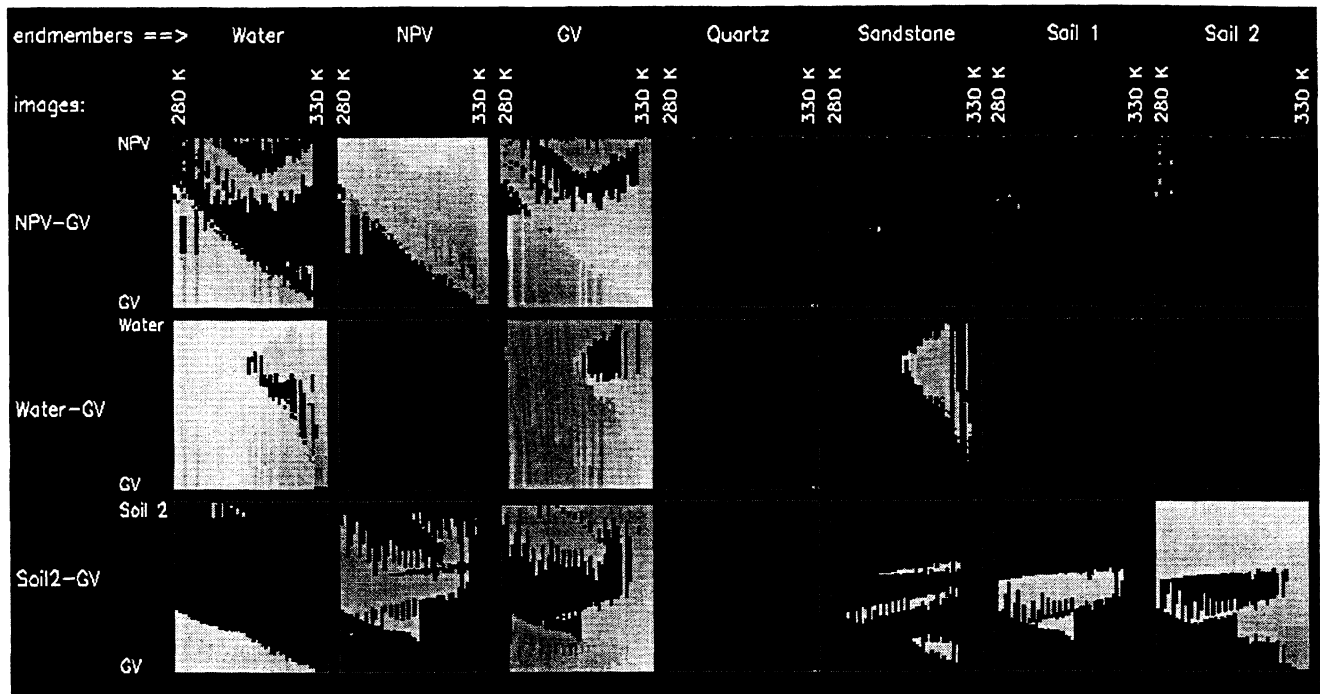 endmembers ==> Water NPV GV Quartz Sandstone Soil 1 Soil 2
images: 280 K 330 K 280 K 330 K 280 K 330 K 280 K 330 K 280 K 330 K 280 K 330 K 280 K 330 K
NPV
NPV-GV
GV
Water
Water-GV
GV
Soil 2
Soil2-GV
GV